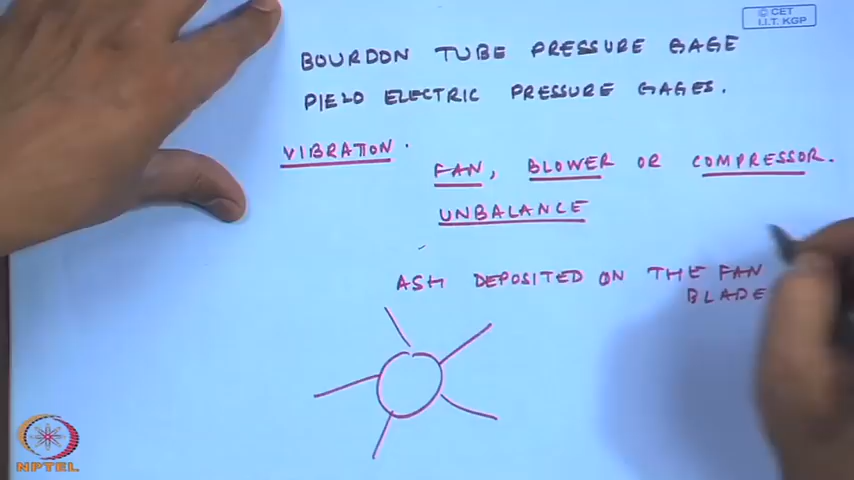 © CET
I.I.T. KGP
BOURDON TUBE PRESSURE GAGE
PIEZO ELECTRIC PRESSURE GAGES.
VIBRATION.
FAN, BLOWER OR COMPRESSOR.
UNBALANCE
ASH DEPOSITED ON THE FAN
BLADE
NPTEL